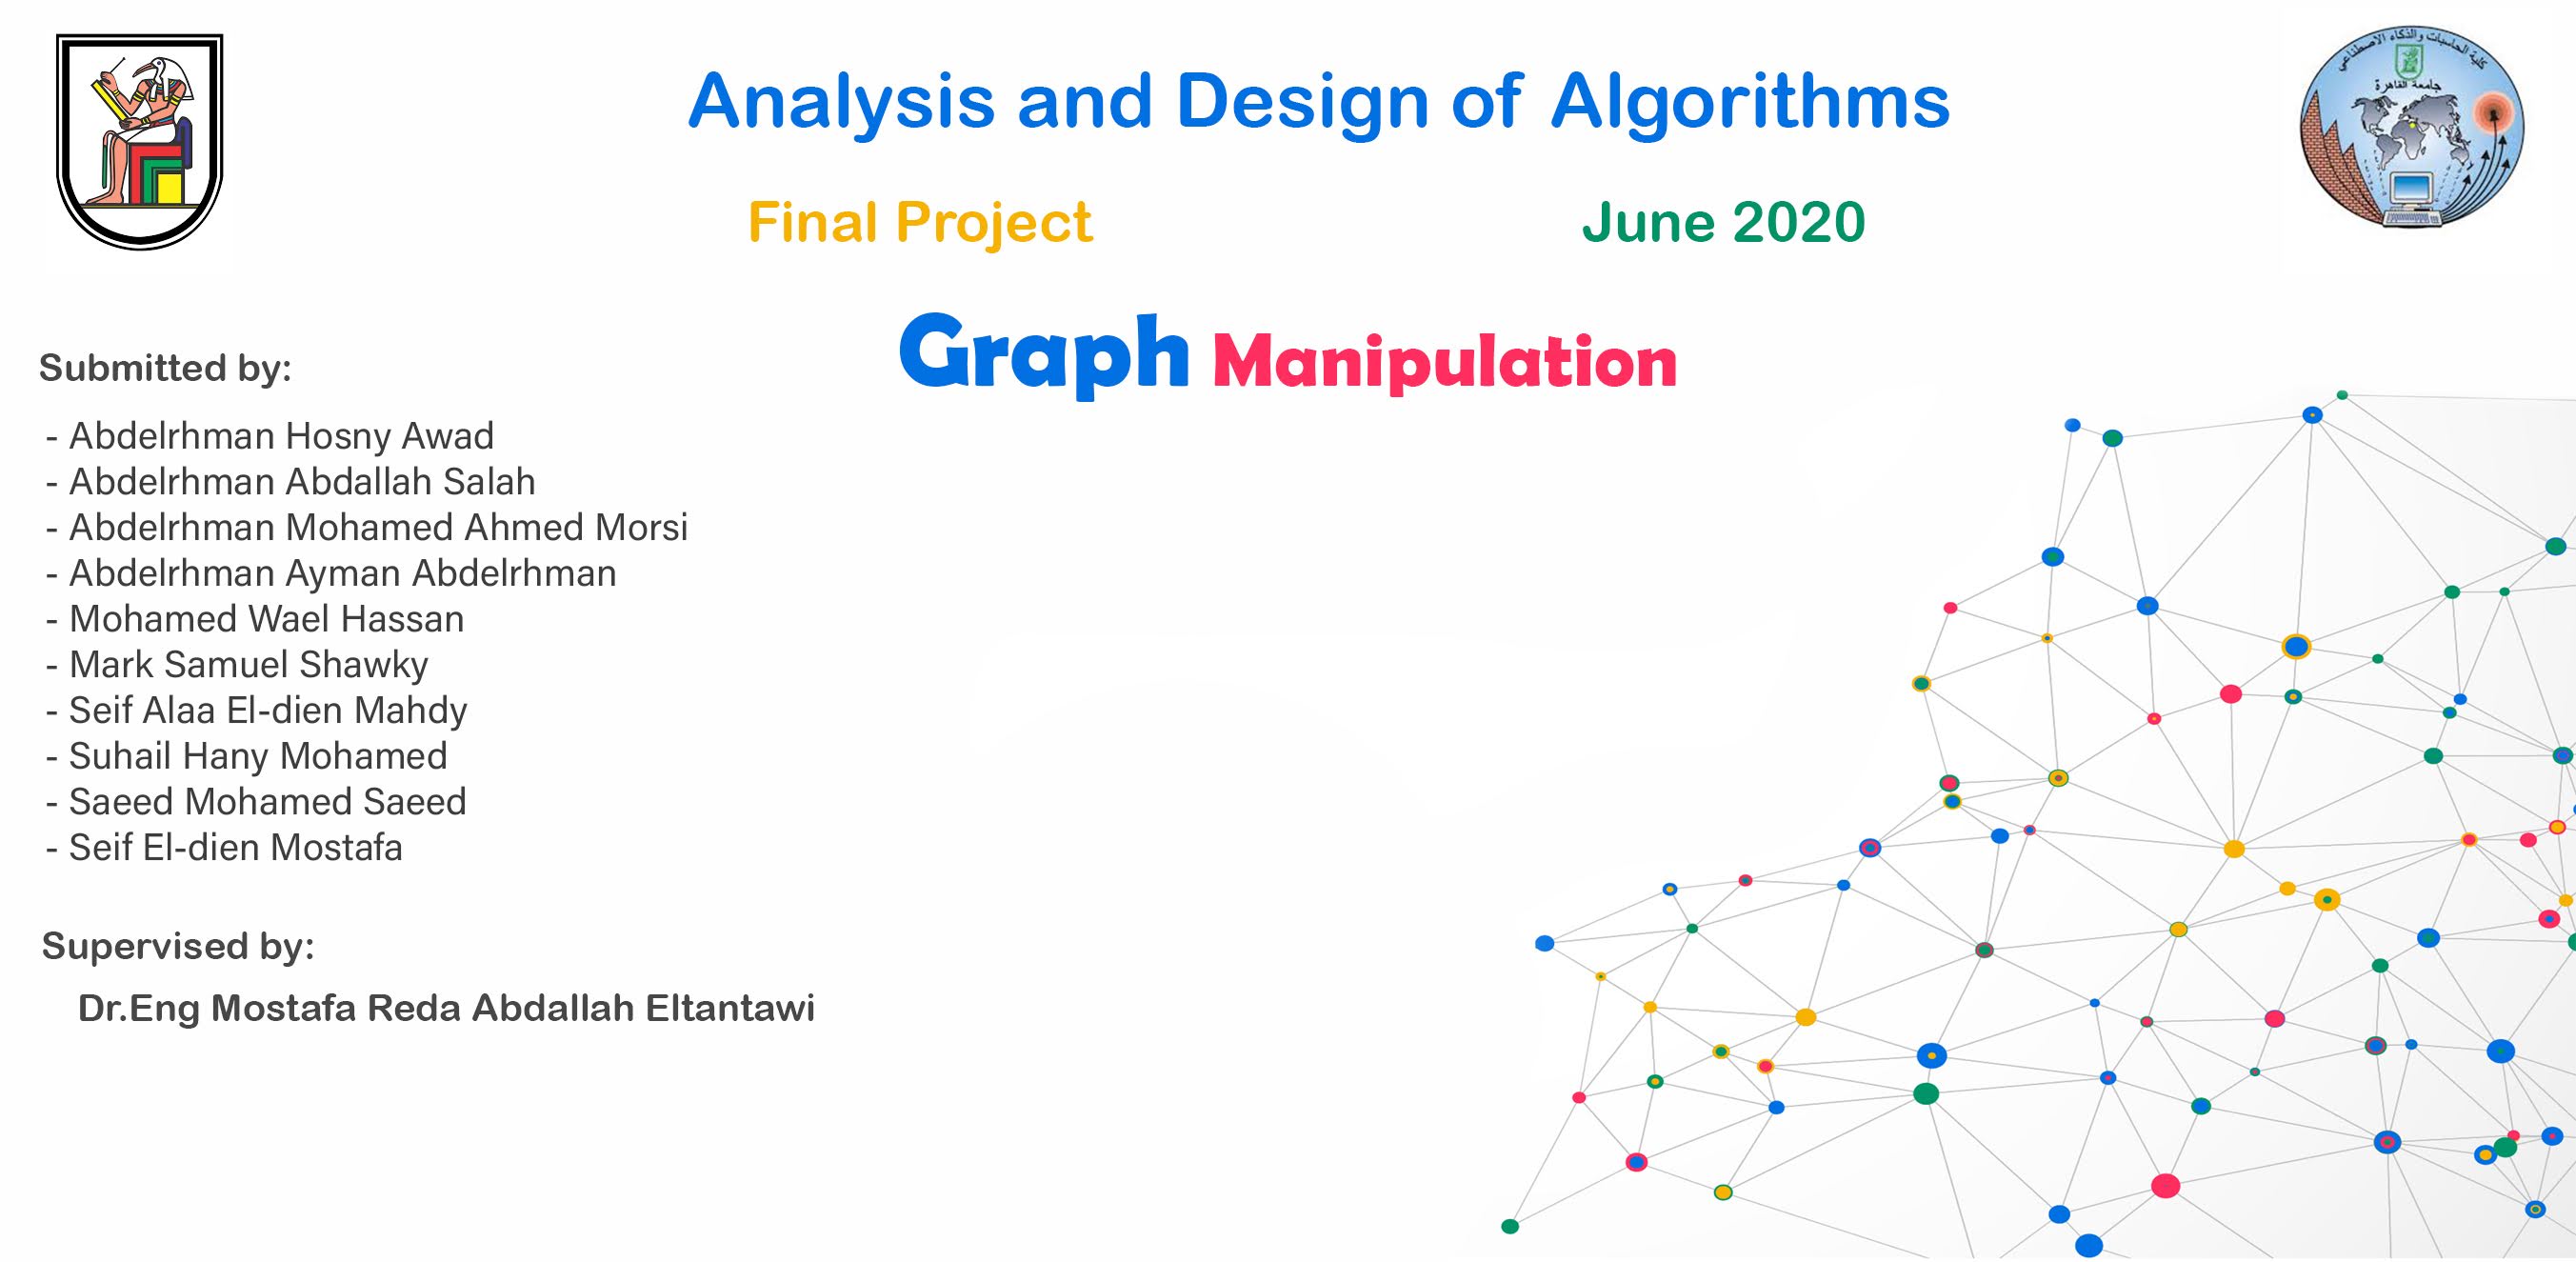 كلية الحاسبات والذكاء الاصطناعي
جامعة القاهرة
Analysis and Design of Algorithms
Final Project
June 2020
Graph Manipulation
Submitted by:
- Abdelrhman Hosny Awad
- Abdelrhman Abdallah Salah
- Abdelrhman Mohamed Ahmed Morsi
- Abdelrhman Ayman Abdelrhman
- Mohamed Wael Hassan
- Mark Samuel Shawky
- Seif Alaa El-dien Mahdy
- Suhail Hany Mohamed
- Saeed Mohamed Saeed
- Seif El-dien Mostafa
Supervised by:
Dr.Eng Mostafa Reda Abdallah Eltantawi